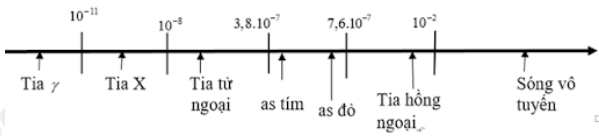 10⁻¹¹ 10⁻⁸ 3,8.10⁻⁷ 7,6.10⁻⁷ 10⁻²
Tia γ Tia X Tia tử ngoại as tím as đỏ Tia hồng ngoại Sóng vô tuyến